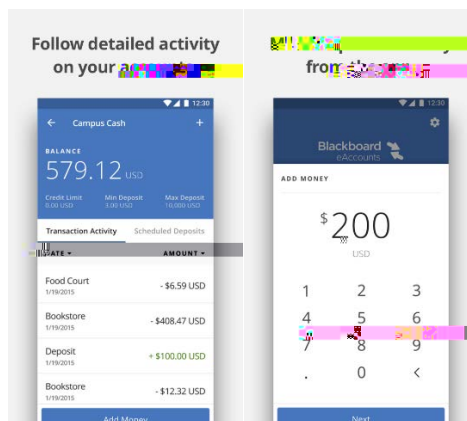 Follow detailed activity
on your
from the
12:30
Campus Cash
BALANCE
579.12 USD
Credit Limit Min Deposit Max Deposit
0.00 USD 3.00 USD 10,000 USD
Transaction Activity Scheduled Deposits
AMOUNT
Food Court
1/19/2015
- $6.59 USD
Bookstore
1/19/2015
- $408.47 USD
Deposit
1/19/2015
+ $100.00 USD
Bookstore
1/19/2015
- $12.32 USD
Add Money
12:30
Blackboard
eAccounts
ADD MONEY
$200
USD
1 2 3
4 5 6
7 8 9
. 0 <
Next